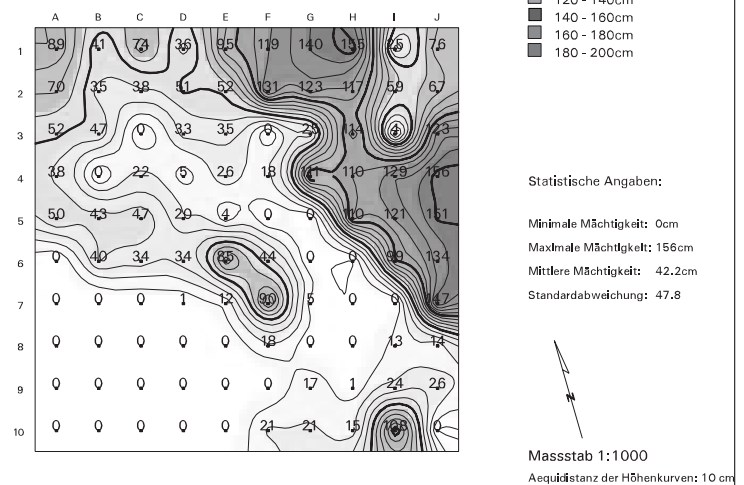 A B C D E F G H I J
1 89 41 74 36 95 119 140 155 25 76
2 70 35 38 51 52 131 123 117 59 67
3 52 47 0 33 35 0 25 114 4 123
4 38 0 22 5 26 18 110 129 156
5 50 43 47 4 0 0 110 121 151
6 0 40 34 34 85 44 0 0 99 134
7 0 0 0 1 12 90 5 0 0 147
8 0 0 0 0 0 18 0 0 13 14
9 0 0 0 0 0 0 17 1 24 26
10 0 0 0 0 0 21 21 15 108 0
120 - 140cm
140 - 160cm
160 - 180cm
180 - 200cm
Statistische Angaben:
Minimale Mächtigkeit: 0cm
Maximale Mächtigkeit: 156cm
Mittlere Mächtigkeit: 42.2cm
Standardabweichung: 47.8
N
Massstab 1:1000
Aequidistanz der Höhenkurven: 10 cm